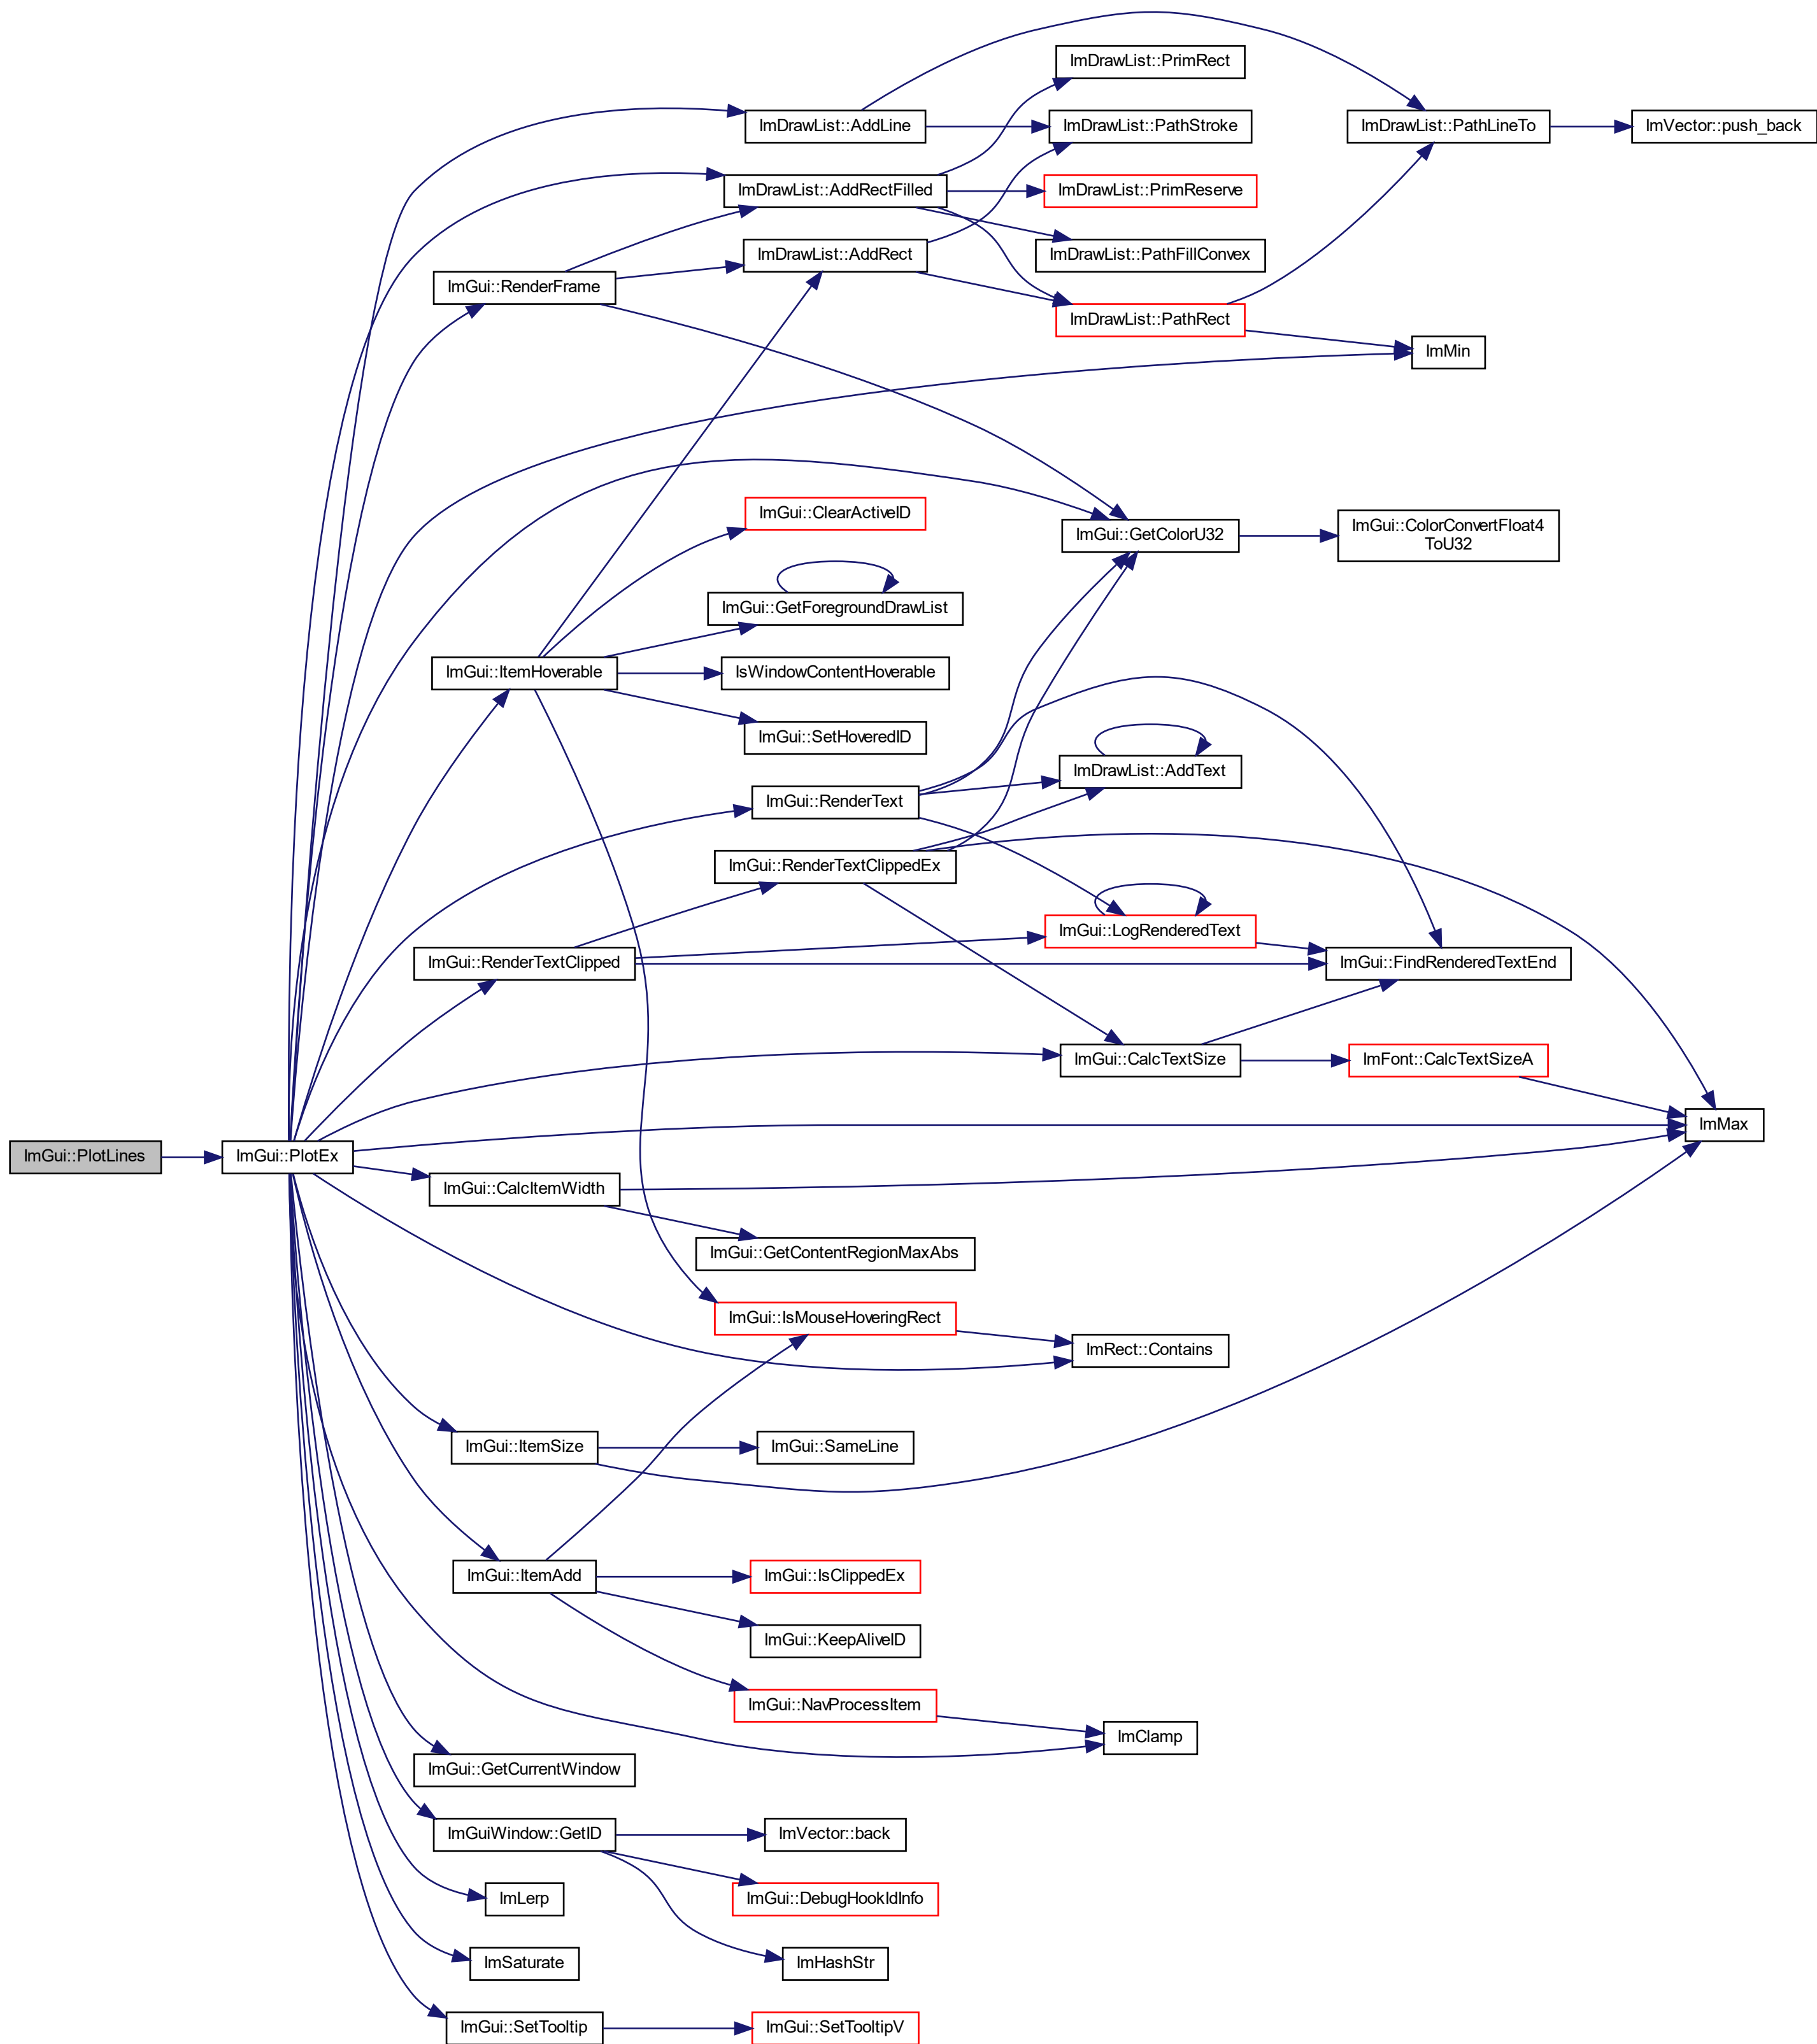 ImDrawList::PrimRect
ImDrawList::AddLine
ImDrawList::PathStroke
ImDrawList::PathLineTo
ImVector::push_back
ImDrawList::AddRectFilled
ImDrawList::PrimReserve
ImDrawList::AddRect
ImDrawList::PathFillConvex
ImGui::RenderFrame
ImDrawList::PathRect
ImMin
ImGui::ClearActiveID
ImGui::GetColorU32
ImGui::ColorConvertFloat4
ToU32
ImGui::GetForegroundDrawList
ImGui::ItemHoverable
IsWindowContentHoverable
ImGui::SetHoveredID
ImDrawList::AddText
ImGui::RenderText
ImGui::RenderTextClippedEx
ImGui::LogRenderedText
ImGui::RenderTextClipped
ImGui::FindRenderedTextEnd
ImGui::CalcTextSize
ImFont::CalcTextSizeA
ImMax
ImGui::PlotLines
ImGui::PlotEx
ImGui::CalcItemWidth
ImGui::GetContentRegionMaxAbs
ImGui::IsMouseHoveringRect
ImRect::Contains
ImGui::ItemSize
ImGui::SameLine
ImGui::ItemAdd
ImGui::IsClippedEx
ImGui::KeepAliveID
ImGui::NavProcessItem
ImClamp
ImGui::GetCurrentWindow
ImGuiWindow::GetID
ImVector::back
ImLerp
ImGui::DebugHookIdInfo
ImSaturate
ImHashStr
ImGui::SetTooltip
ImGui::SetTooltipV